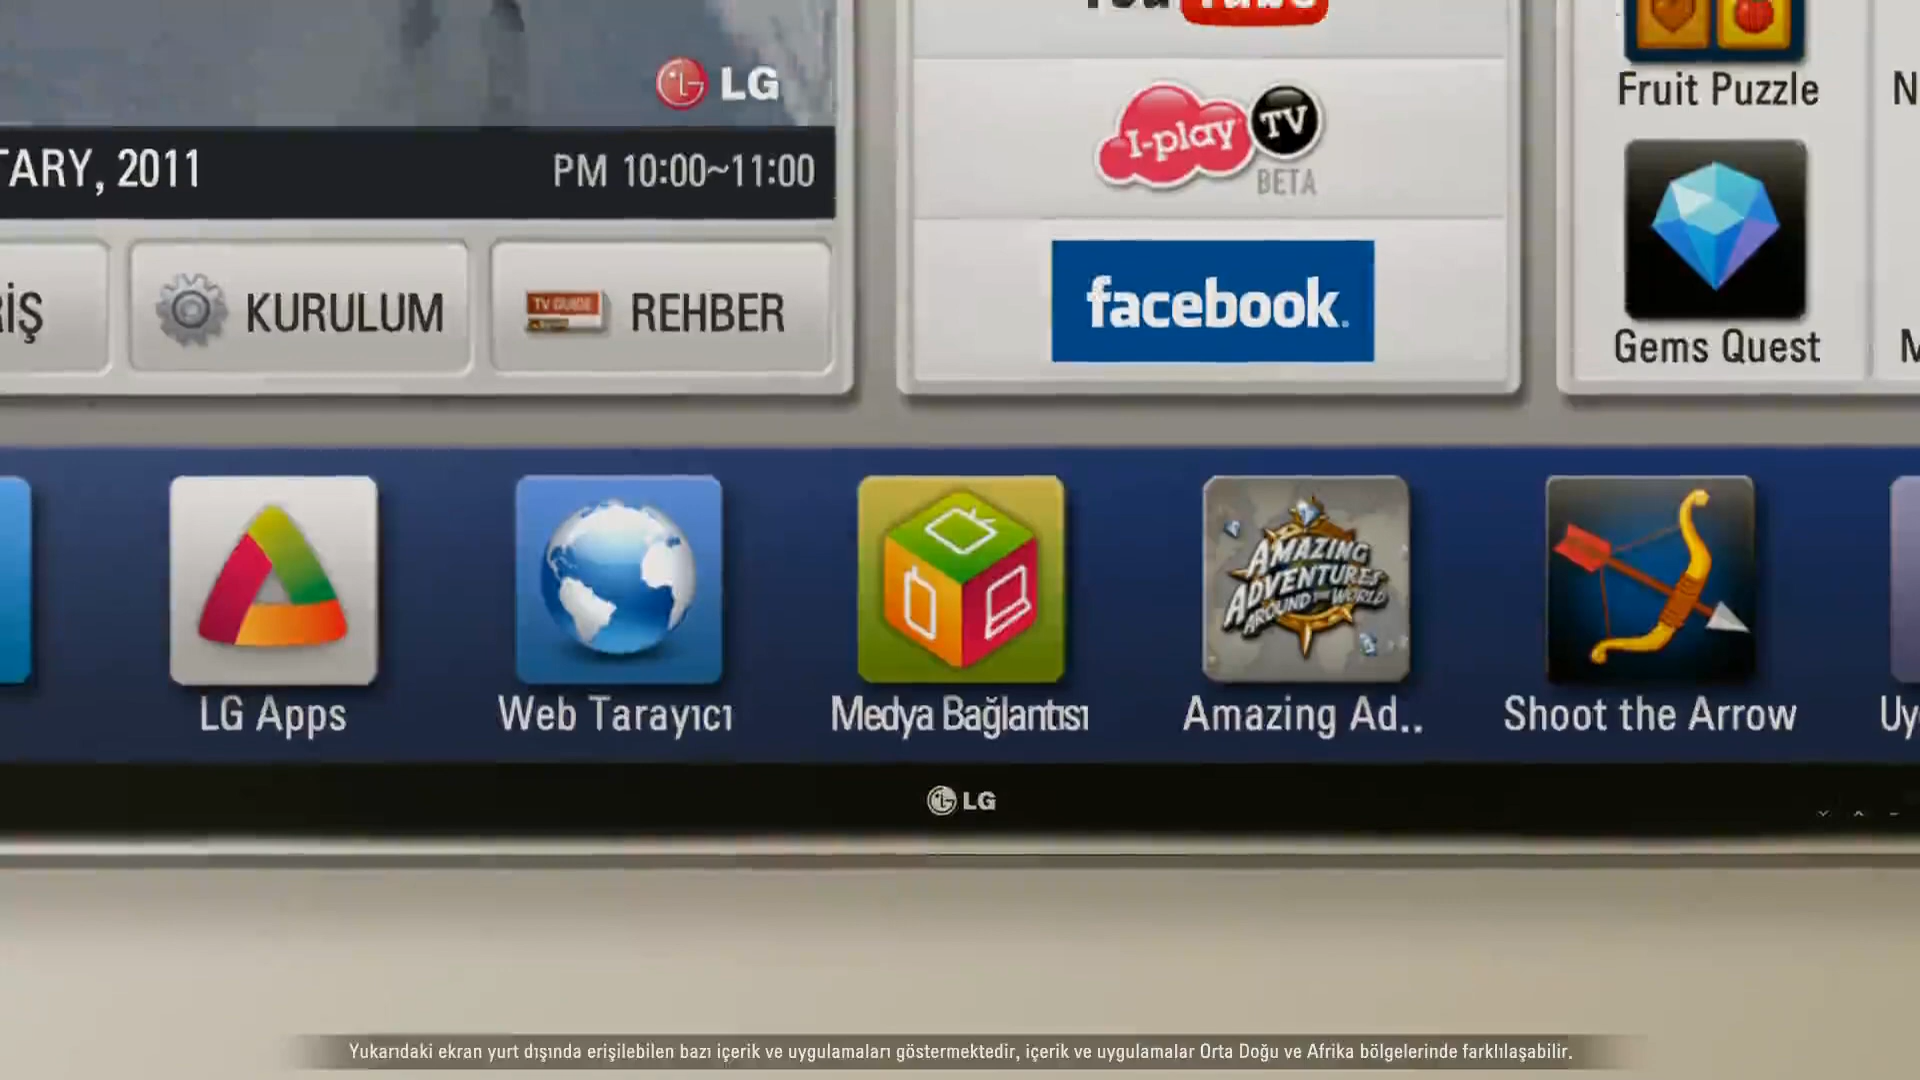 LG
TARY, 2011
PM 10:00~11:00
KURULUM
TV GUIDE
REHBER
YouTube
I-play TV
BETA
facebook.
Fruit Puzzle
Gems Quest
LG Apps
Web Tarayıcı
Medya Bağlantısı
AMAZING
ADVENTURES
AROUND THE WORLD
Amazing Ad..
Shoot the Arrow
LG
Yukarıdaki ekran yurt dışında erişilebilen bazı içerik ve uygulamaları göstermektedir, içerik ve uygulamalar Orta Doğu ve Afrika bölgelerinde farklılaşabilir.